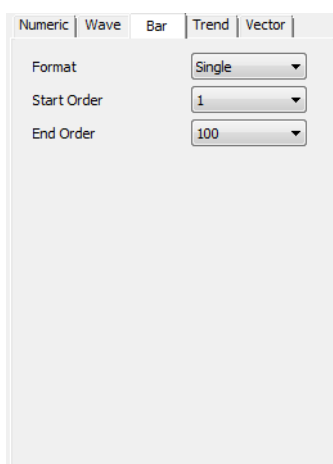 Numeric Wave Bar Trend Vector
Format Single
Start Order 1
End Order 100